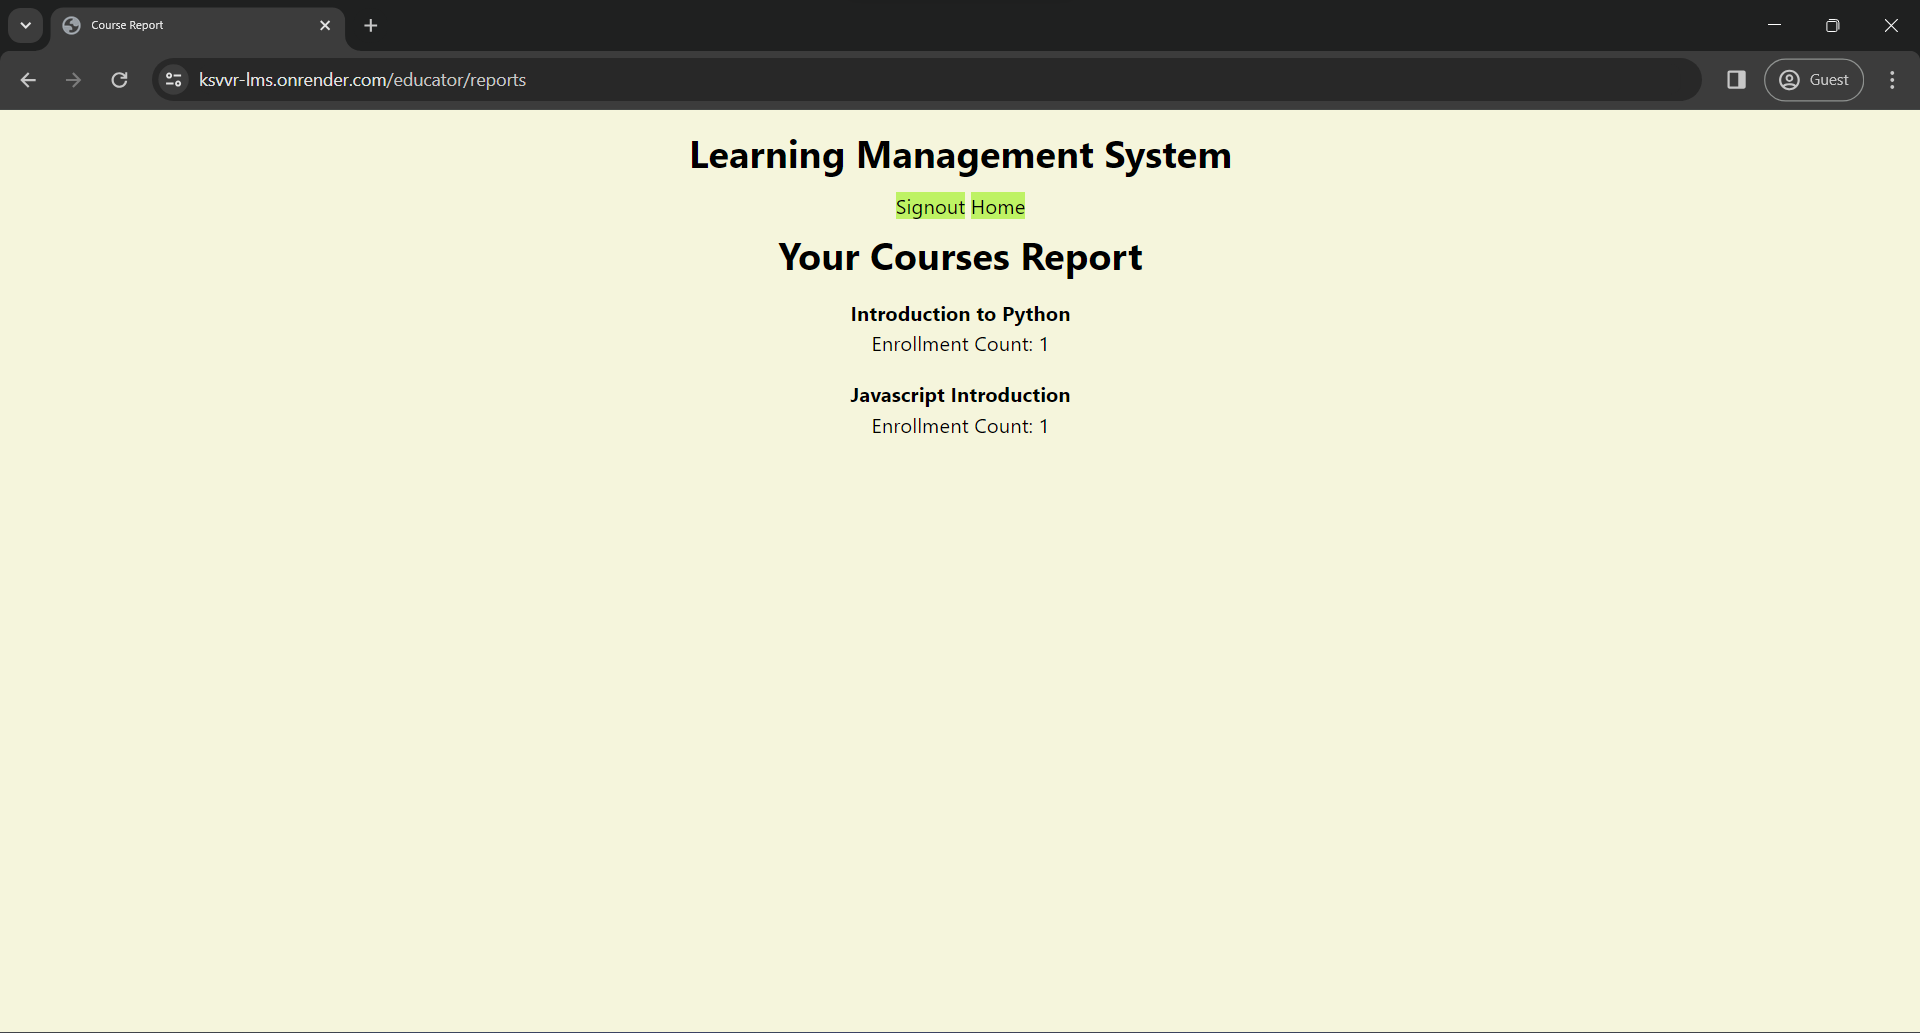 Course Report
ksvvr-lms.onrender.com/educator/reports
Guest
Learning Management System
Signout Home
Your Courses Report
Introduction to Python
Enrollment Count: 1
Javascript Introduction
Enrollment Count: 1